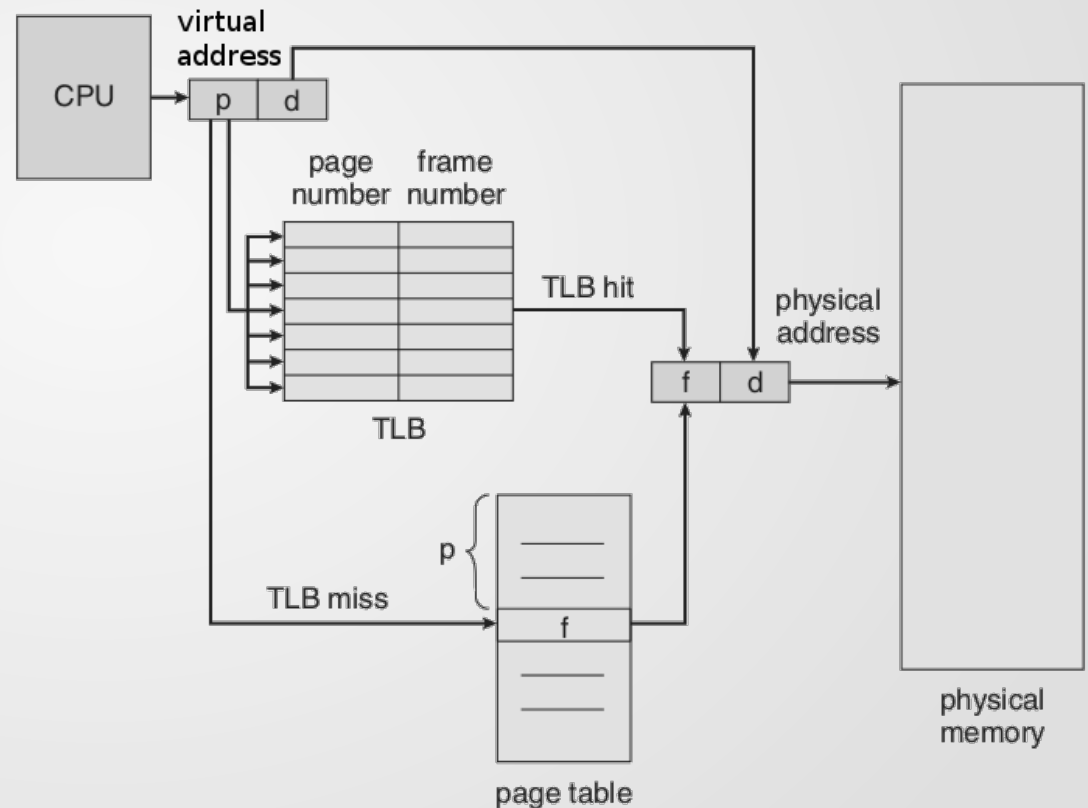 virtual
address
CPU
p
d
page
number
frame
number
TLB hit
physical
address
f
d
TLB
p
TLB miss
f
physical
memory
page table